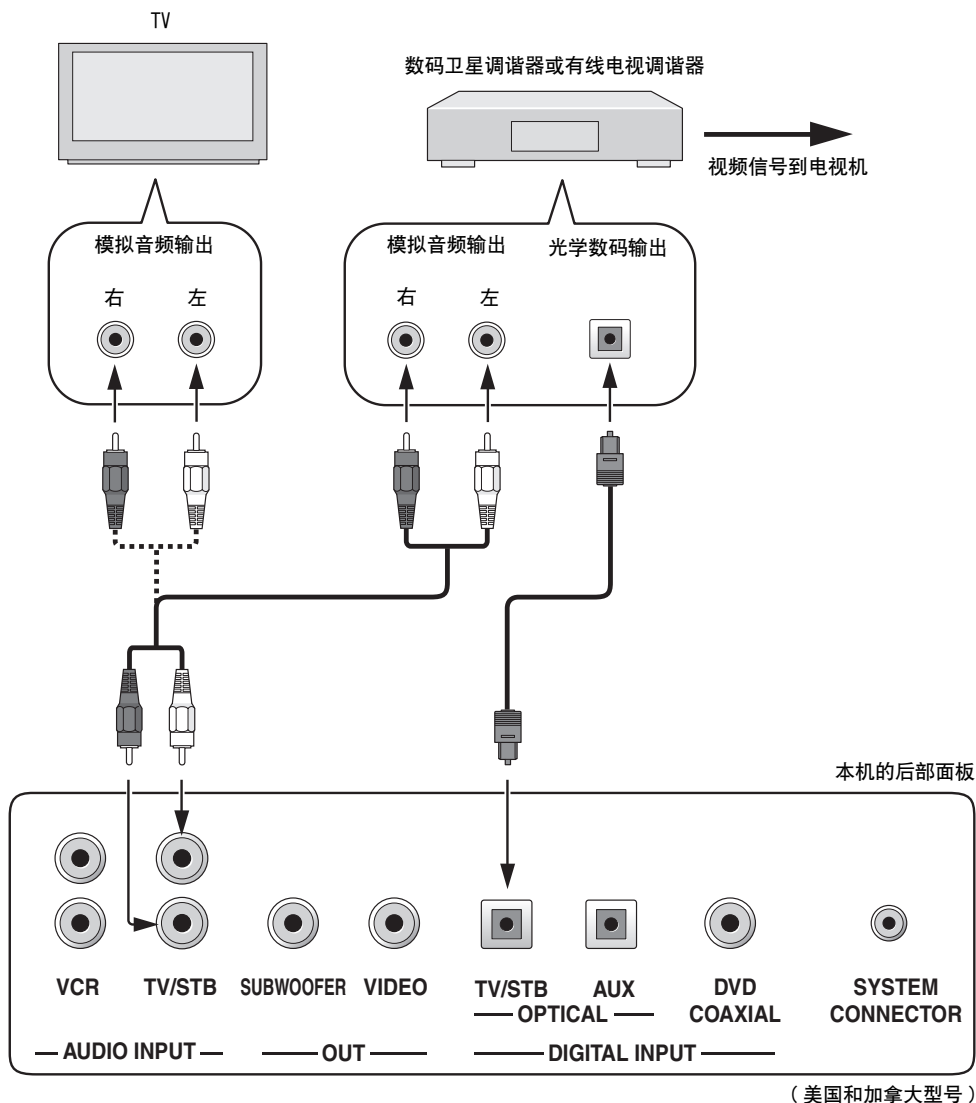 TV
数码卫星调谐器或有线电视调谐器
视频信号到电视机
模拟音频输出
右 左
模拟音频输出 光学数码输出
右 左
本机的后部面板
VCR TV/STB SUBWOOFER VIDEO TV/STB AUX DVD SYSTEM
OPTICAL COAXIAL CONNECTOR
AUDIO INPUT OUT DIGITAL INPUT
（美国和加拿大型号）